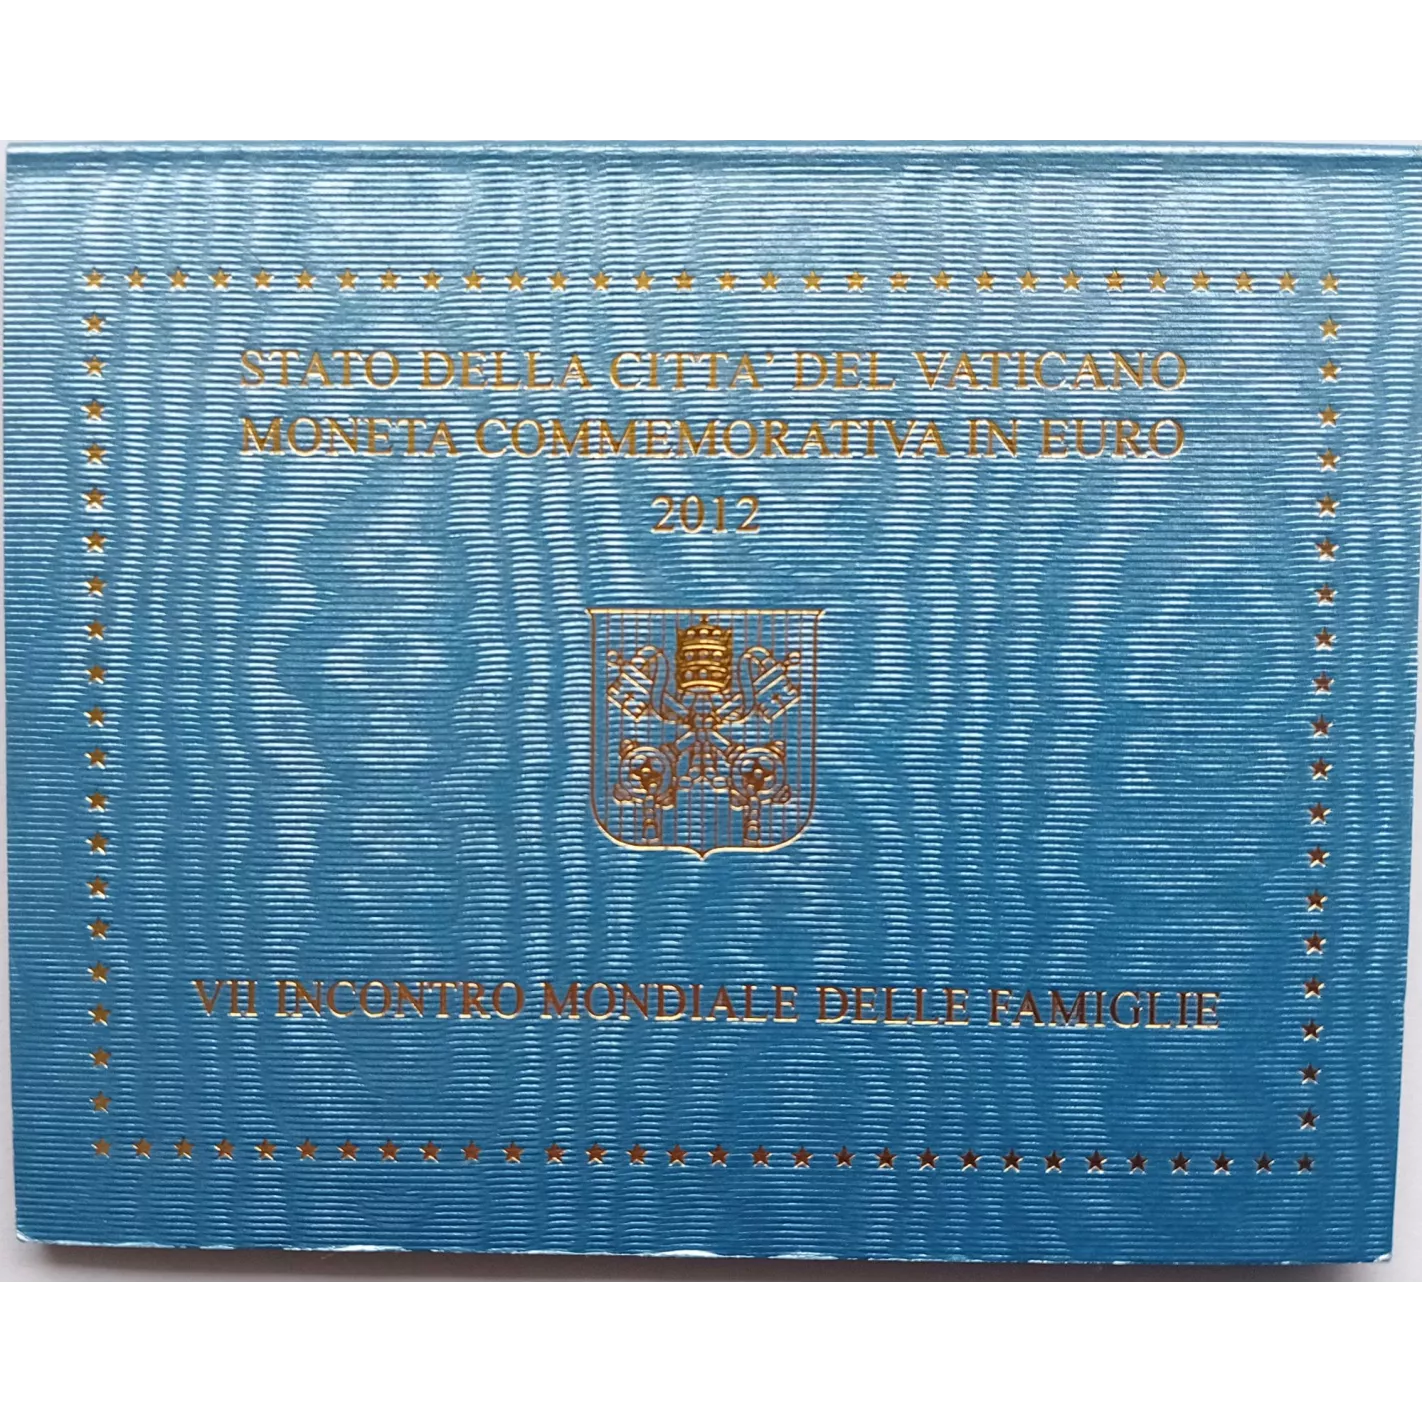 STATO DELLA CITTA' DEL VATICANO
MONETA COMMEMORATIVA IN EURO
2012
VII INCONTRO MONDIALE DELLE FAMIGLIE